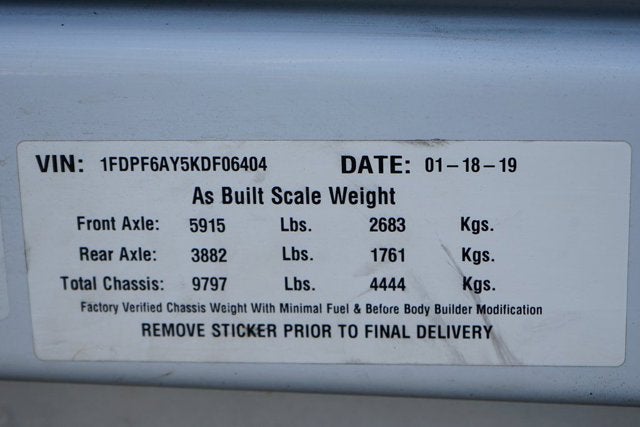 VIN: 1FDPF6AY5KDF06404 DATE: 01-18-19
As Built Scale Weight
Front Axle: 5915 Lbs. 2683 Kgs.
Rear Axle: 3882 Lbs. 1761 Kgs.
Total Chassis: 9797 Lbs. 4444 Kgs.
Factory Verified Chassis Weight With Minimal Fuel & Before Body Builder Modification
REMOVE STICKER PRIOR TO FINAL DELIVERY